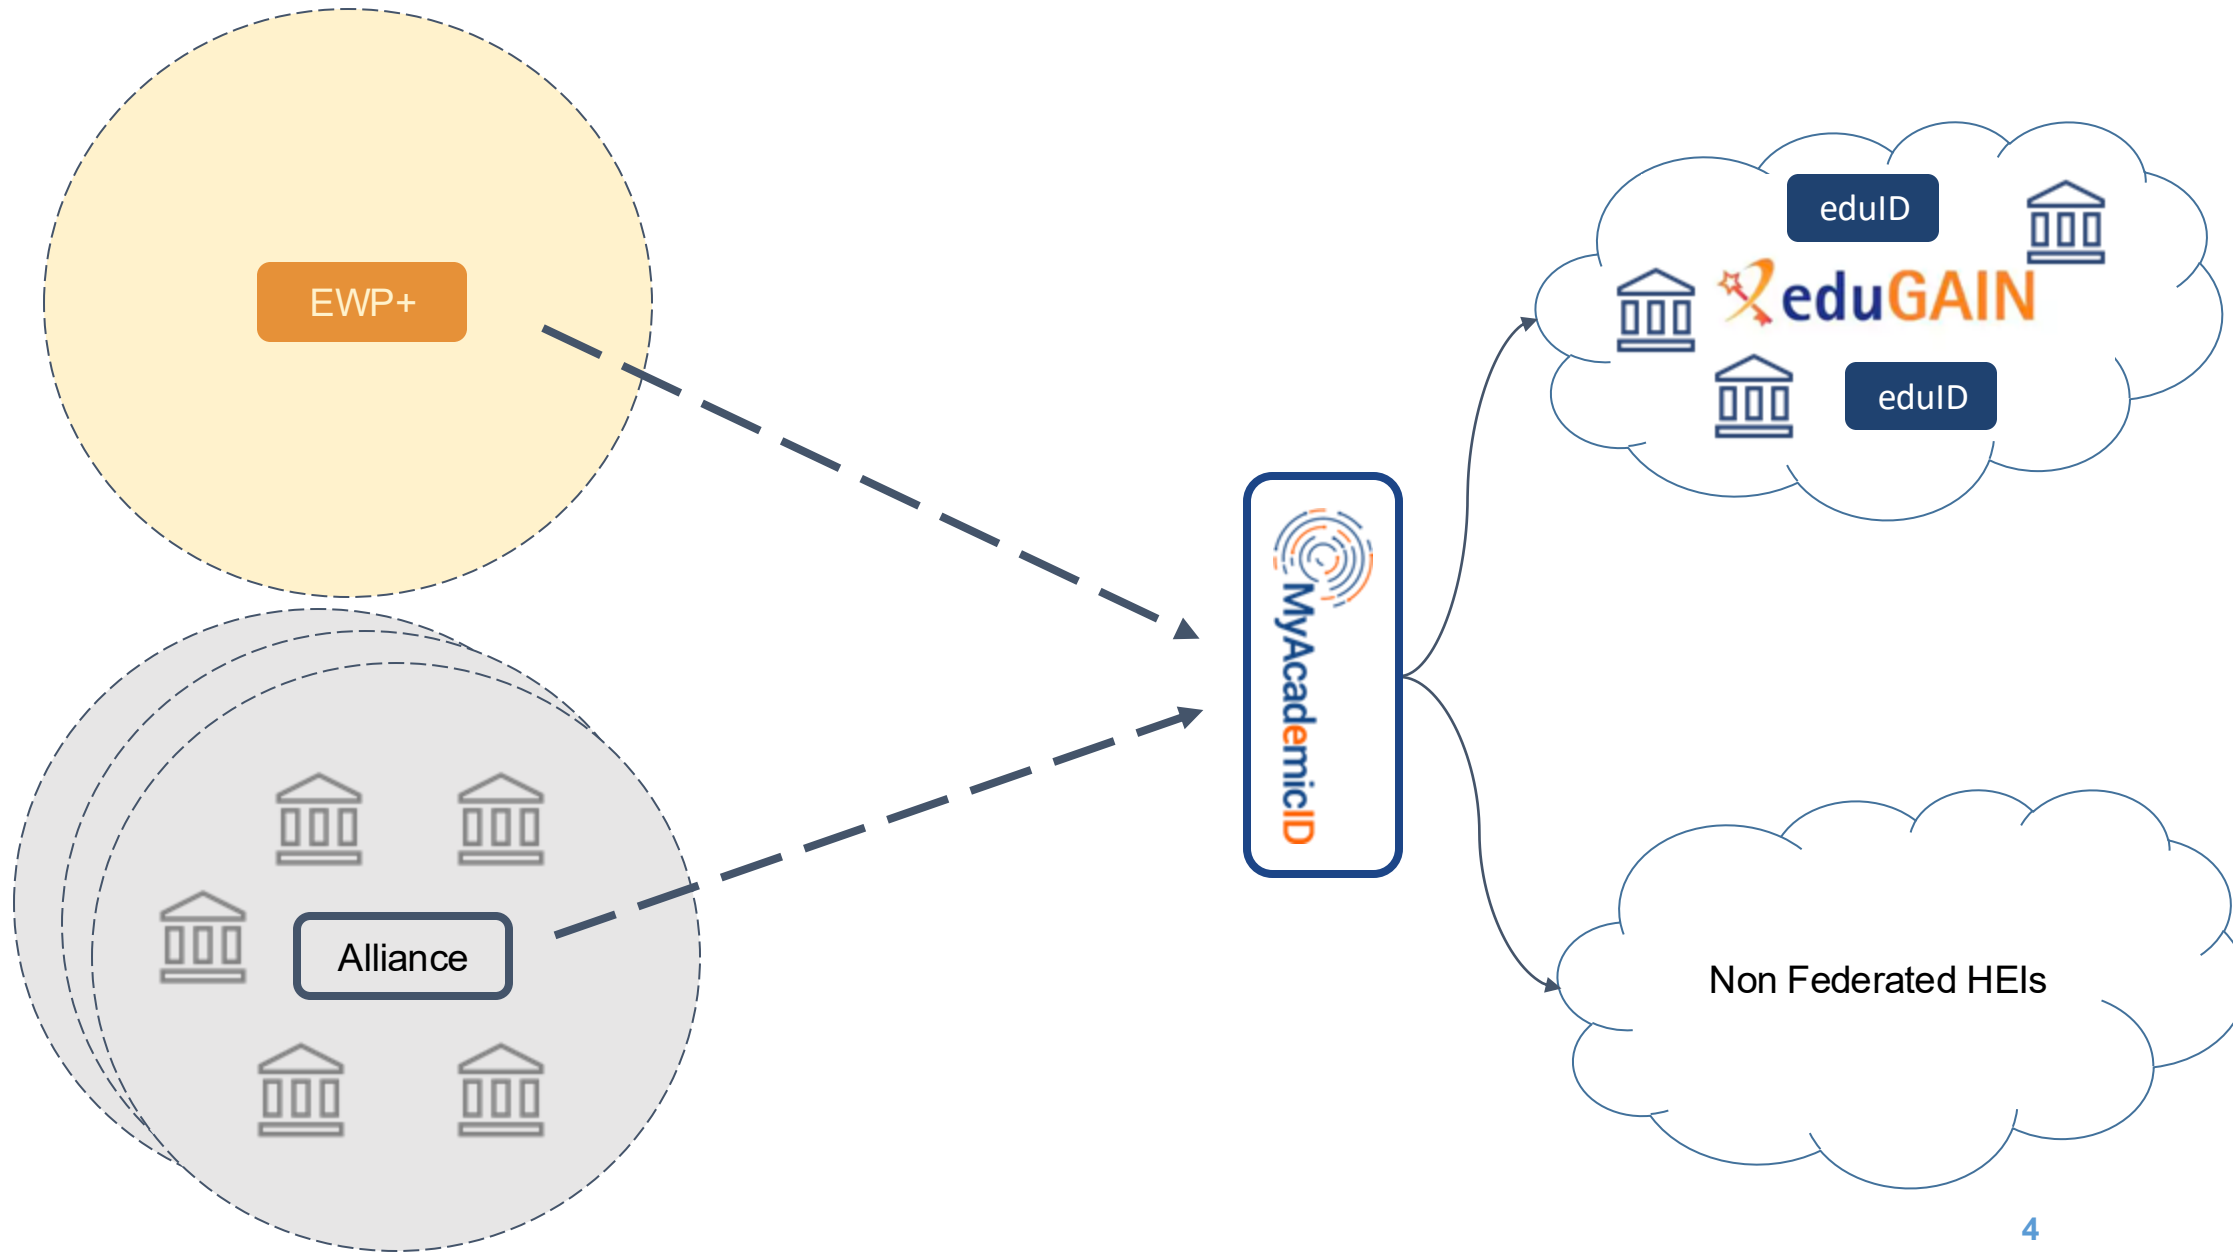 EWP+
eduID
eduGAIN
eduID
MyAcademicID
Alliance
Non Federated HEIs
4